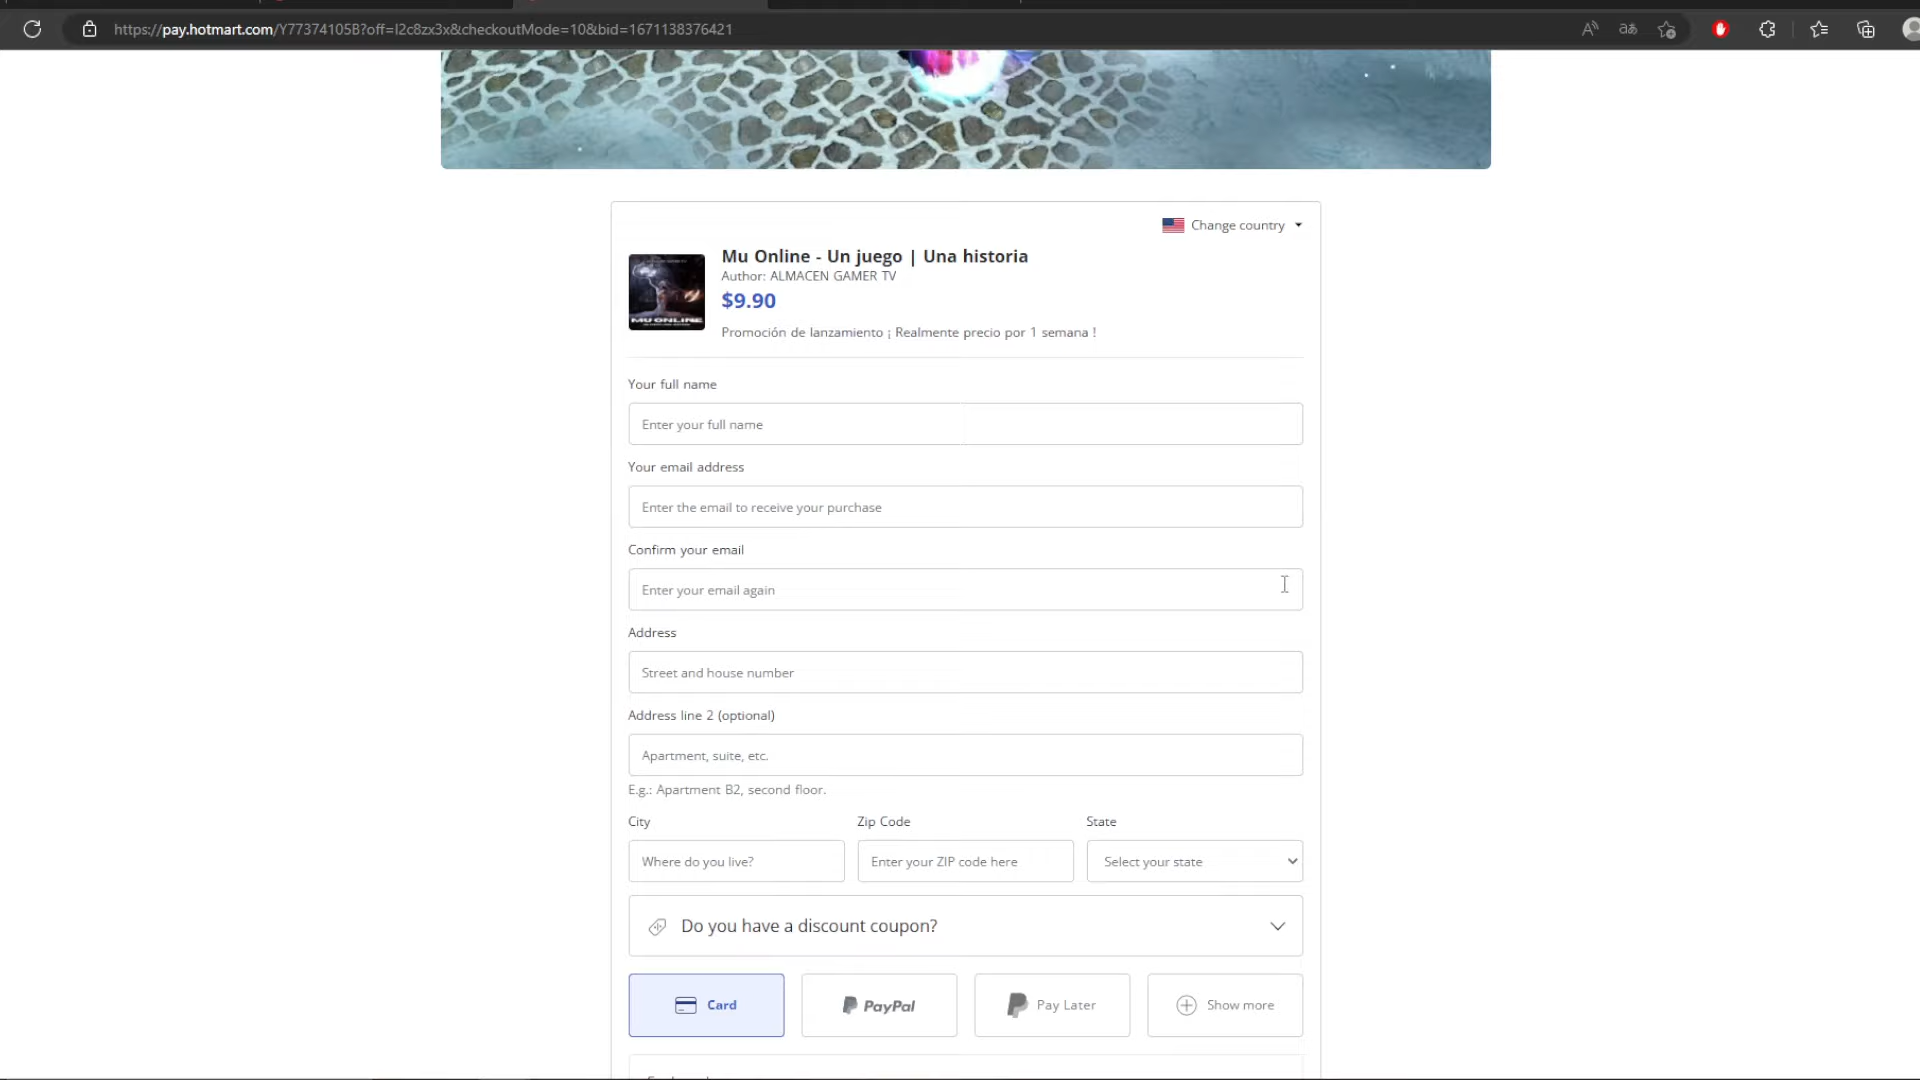 https://pay.hotmart.com/Y77374105B?off=l2c8zx3x&checkoutMode=10&bid=1671138376421
Change country
Mu Online - Un juego | Una historia
Author: ALMACEN GAMER TV
$9.90
MU ONLINE
Promoción de lanzamiento ¡ Realmente precio por 1 semana !
Your full name
Enter your full name
Your email address
Enter the email to receive your purchase
Confirm your email
Enter your email again
Address
Street and house number
Address line 2 (optional)
Apartment, suite, etc.
E.g.: Apartment B2, second floor.
City Zip Code State
Where do you live? Enter your ZIP code here Select your state
Do you have a discount coupon?
Card PayPal Pay Later Show more